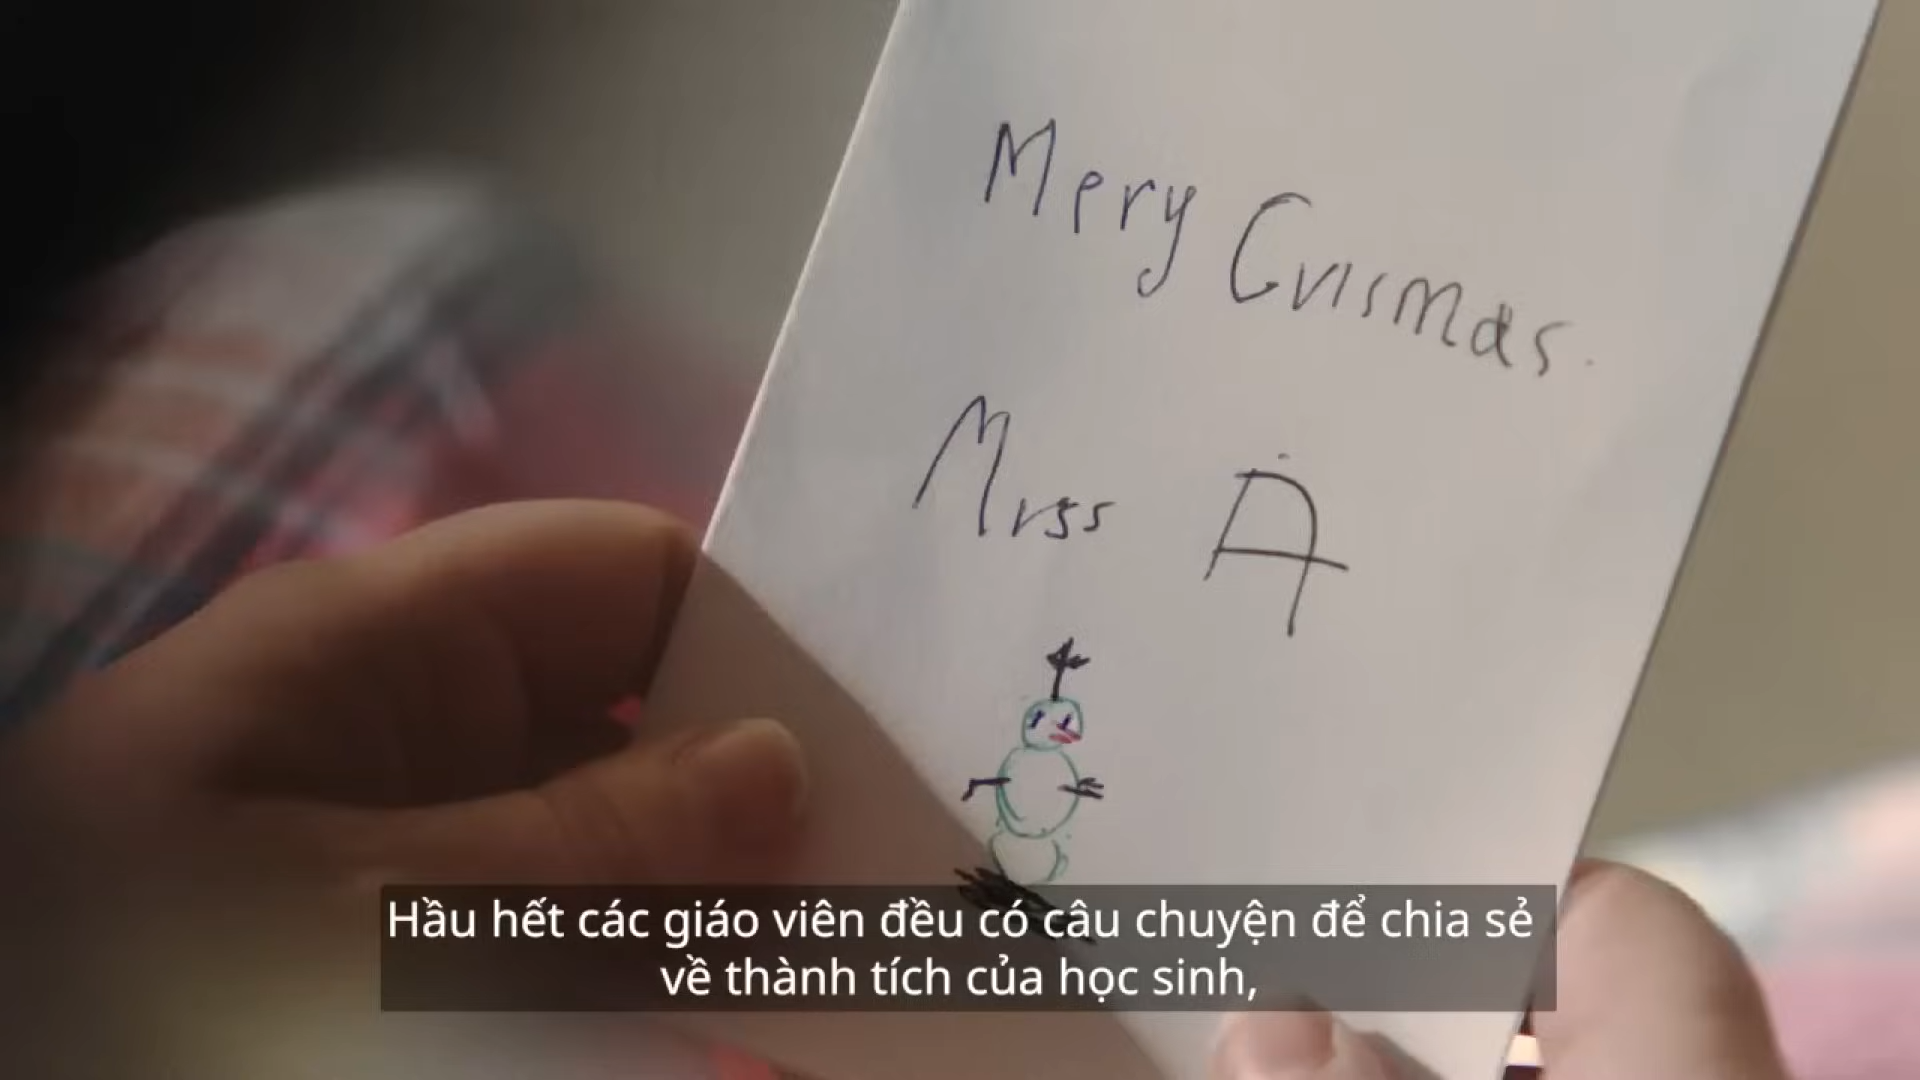 Mery Crismas.
Mrss A
Hầu hết các giáo viên đều có câu chuyện để chia sẻ
về thành tích của học sinh,